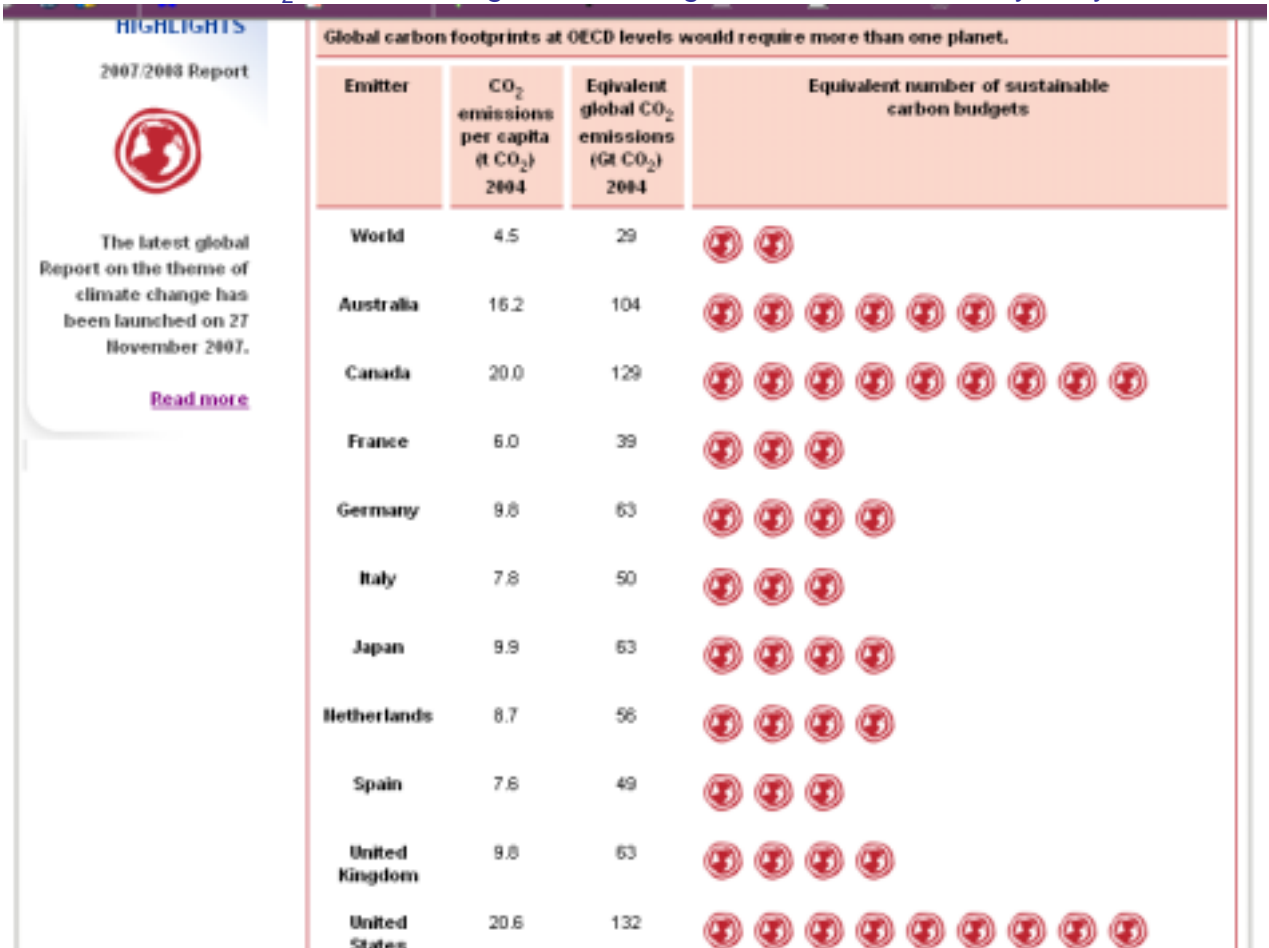 HIGHLIGHTS
2007/2008 Report
The latest global
Report on the theme of
climate change has
been launched on 27
November 2007.
Read more
Global carbon footprints at OECD levels would require more than one planet.
Emitter CO₂ emissions per capita (t CO₂) 2004 Eqivalent global CO₂ emissions (Gt CO₂) 2004 Equivalent number of sustainable carbon budgets
World 4.5 29
Australia 16.2 104
Canada 20.0 129
France 6.0 39
Germany 9.8 63
Italy 7.8 50
Japan 9.9 63
Netherlands 8.7 56
Spain 7.6 49
United Kingdom 9.8 63
United States 20.6 132